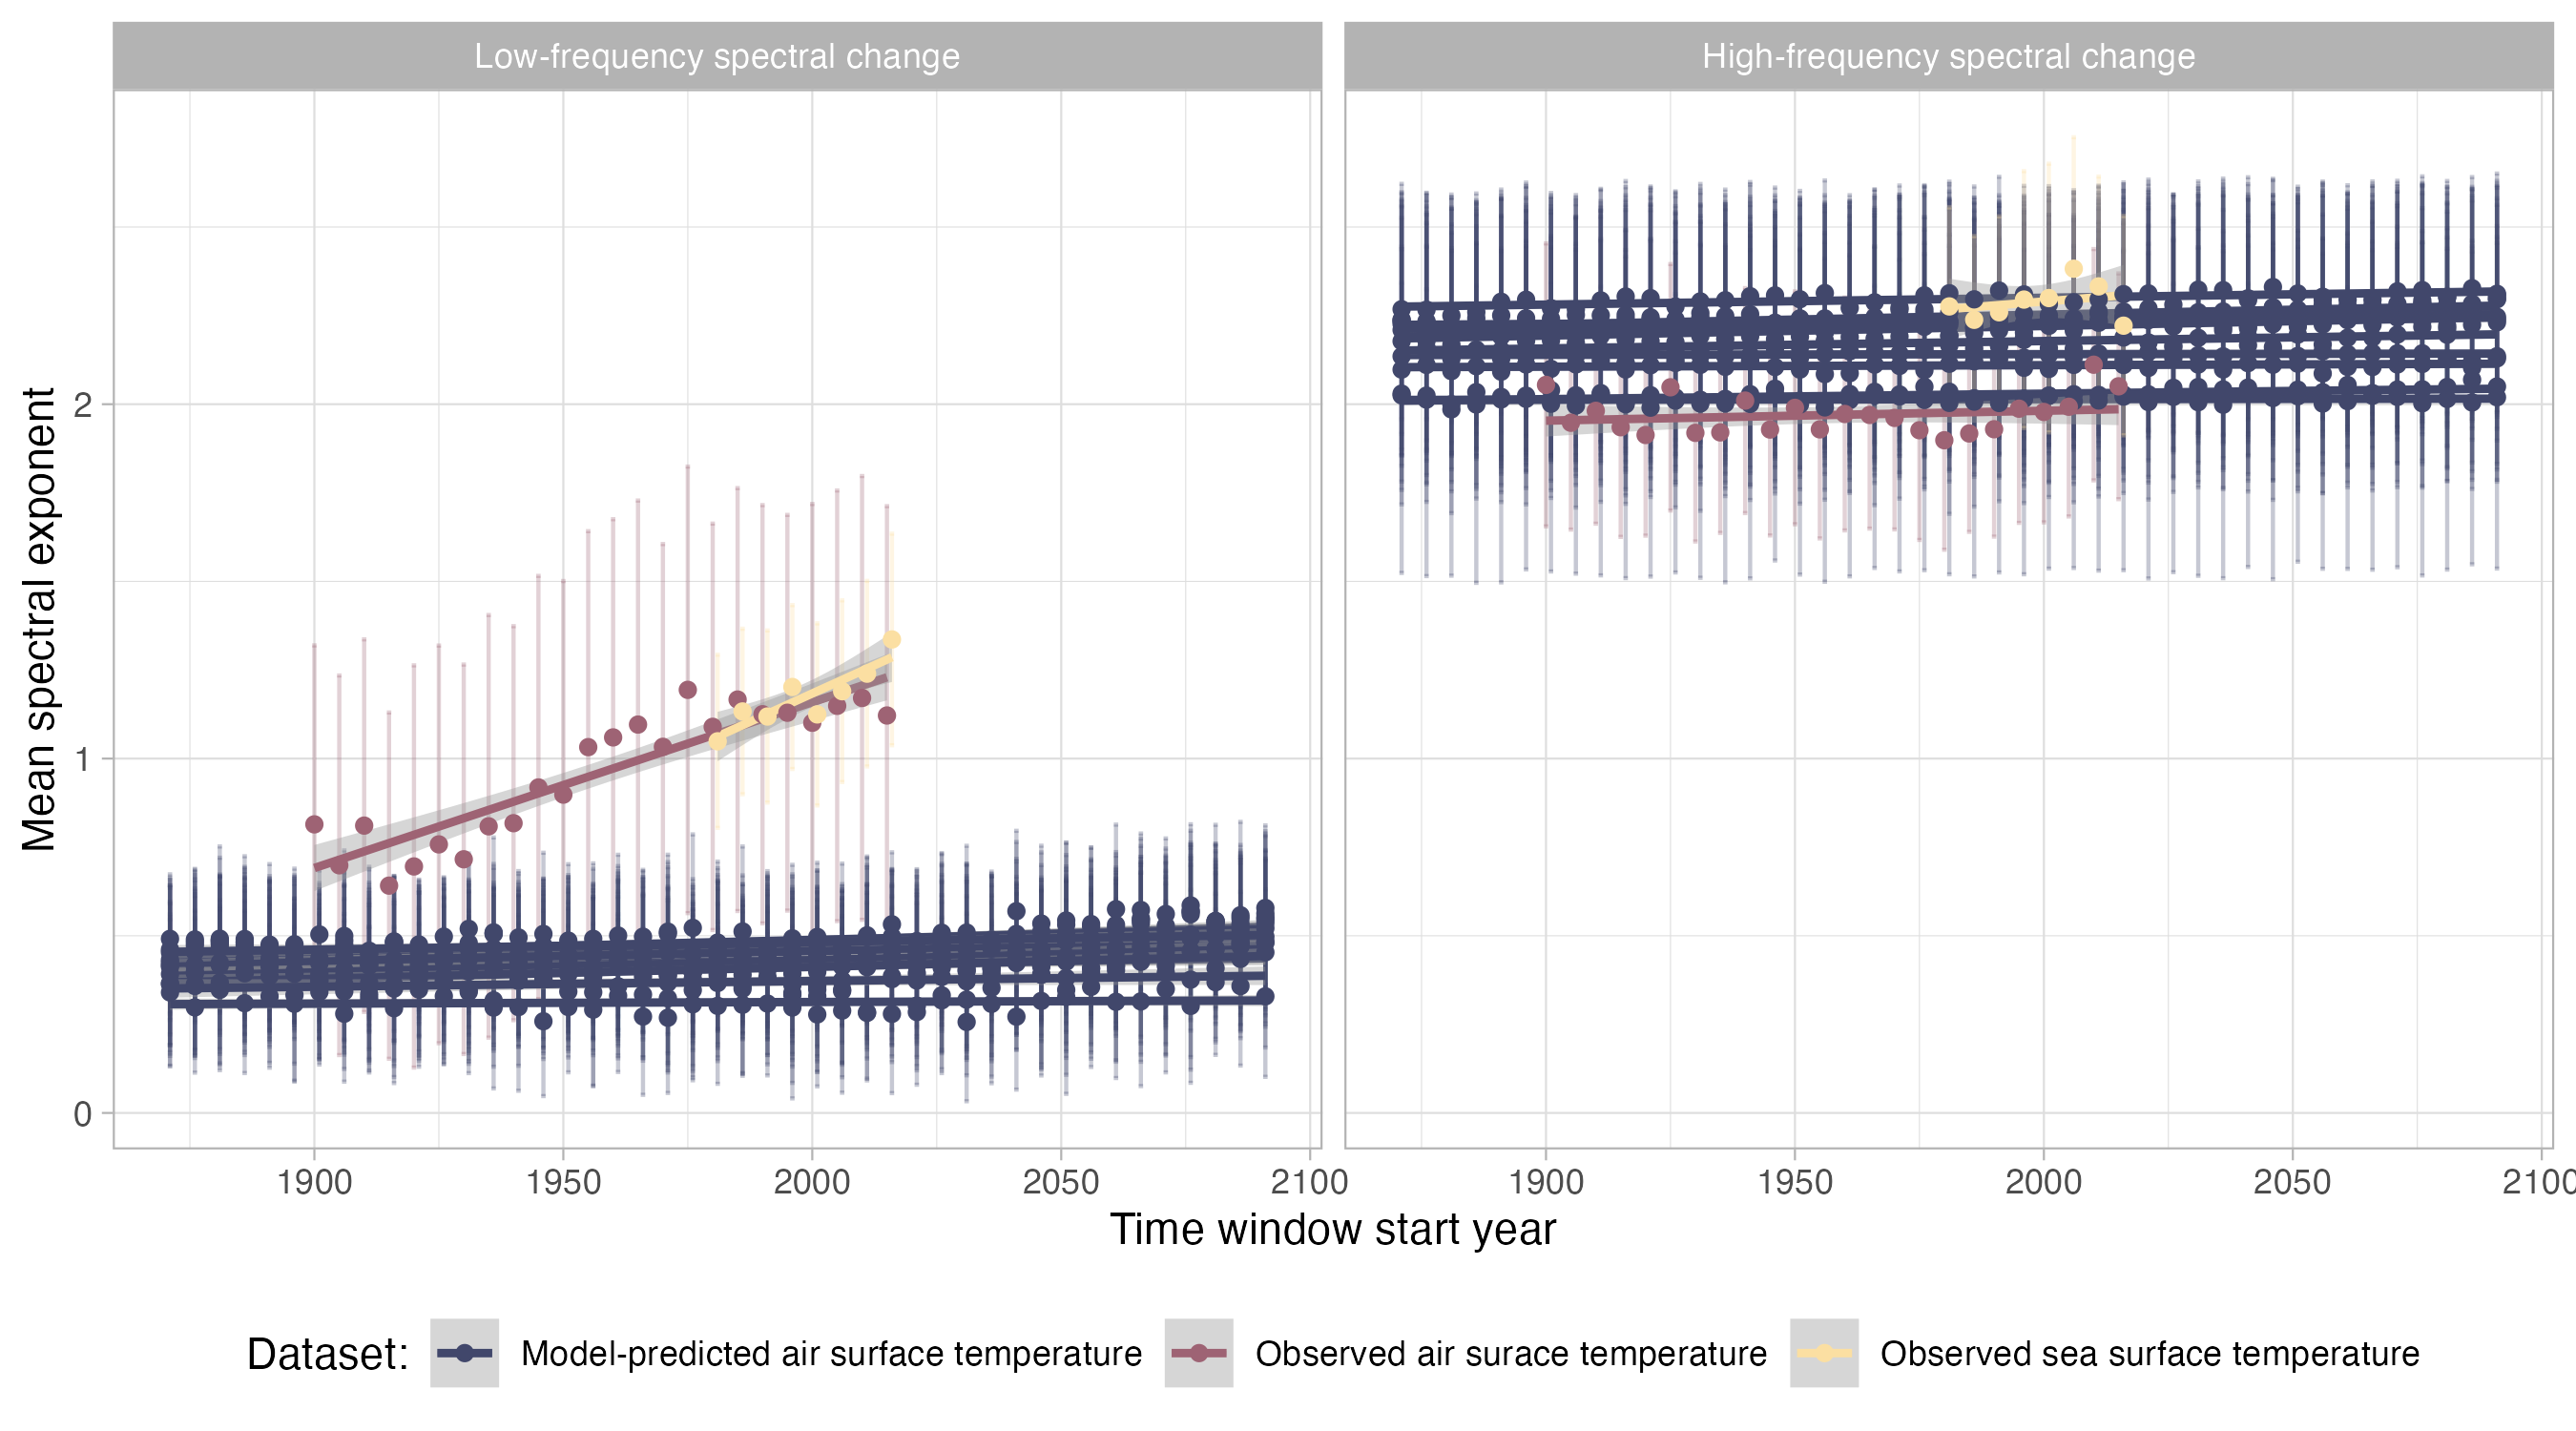 Low-frequency spectral change
High-frequency spectral change
Mean spectral exponent
2
1
0
1900 1950 2000 2050 2100
1900 1950 2000 2050 2100
Time window start year
Dataset: Model-predicted air surface temperature Observed air surace temperature Observed sea surface temperature